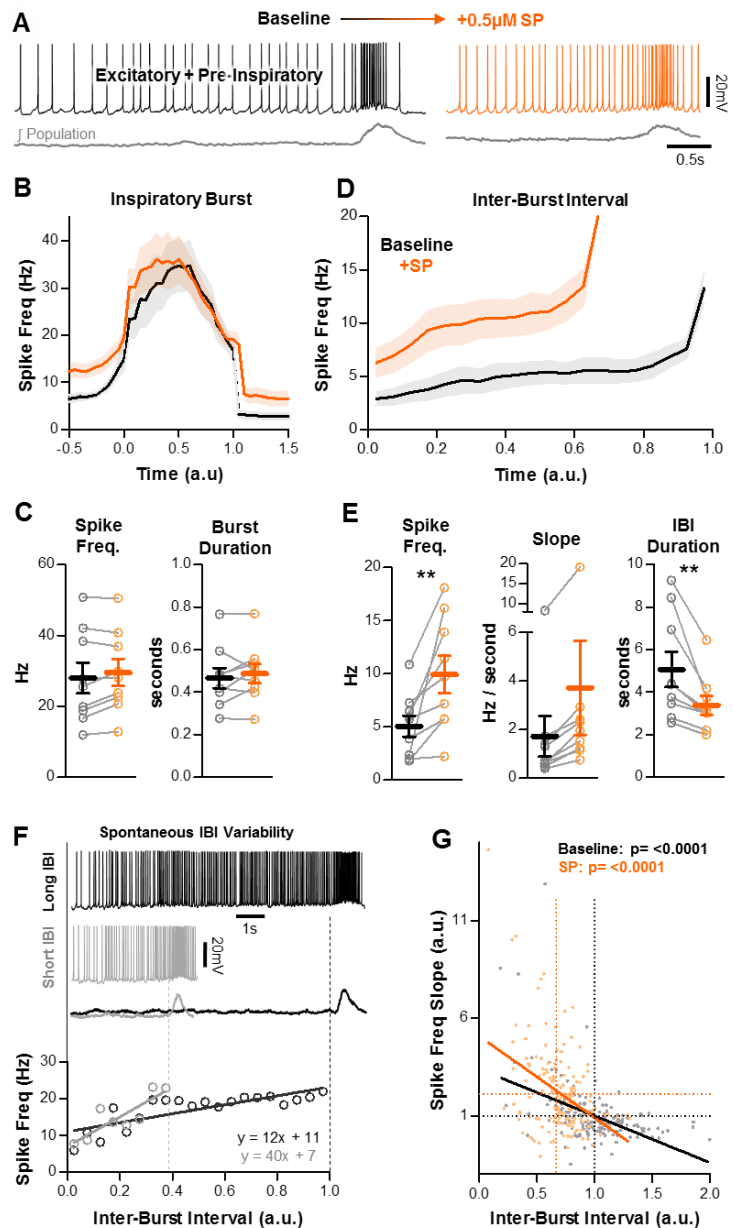 A
Baseline
+0.5µM SP
Excitatory + Pre-Inspiratory
20mV
∫ Population
0.5s
B
Inspiratory Burst
Spike Freq (Hz)
40
30
20
10
0
-0.5
0.0
0.5
1.0
1.5
Time (a.u)
D
Inter-Burst Interval
Baseline
+SP
Spike Freq (Hz)
20
15
10
5
0
0.0
0.2
0.4
0.6
0.8
1.0
Time (a.u.)
C
Spike
Freq.
Hz
60
40
20
0
Burst
Duration
seconds
1.0
0.8
0.6
0.4
0.2
0.0
E
Spike
Freq.
**
Hz
20
15
10
5
0
Slope
Hz / second
20
15
10
6
4
2
0
IBI
Duration
**
seconds
10
8
6
4
2
0
F
Spontaneous IBI Variability
Long IBI
1s
Short IBI
20mV
Spike Freq (Hz)
30
20
10
0
y = 12x + 11
y = 40x + 7
0.0
0.2
0.4
0.6
0.8
1.0
Inter-Burst Interval (a.u.)
G
Baseline: p= <0.0001
SP: p= <0.0001
Spike Freq Slope (a.u.)
11
6
1
0.0
0.5
1.0
1.5
2.0
Inter-Burst Interval (a.u.)